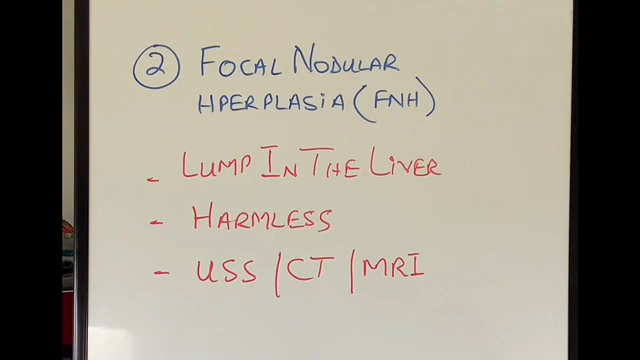 ② FOCAL NODULAR
HPERPLASIA (FNH)
- LUMP IN THE LIVER
- HARMLESS
- USS / CT / MRI